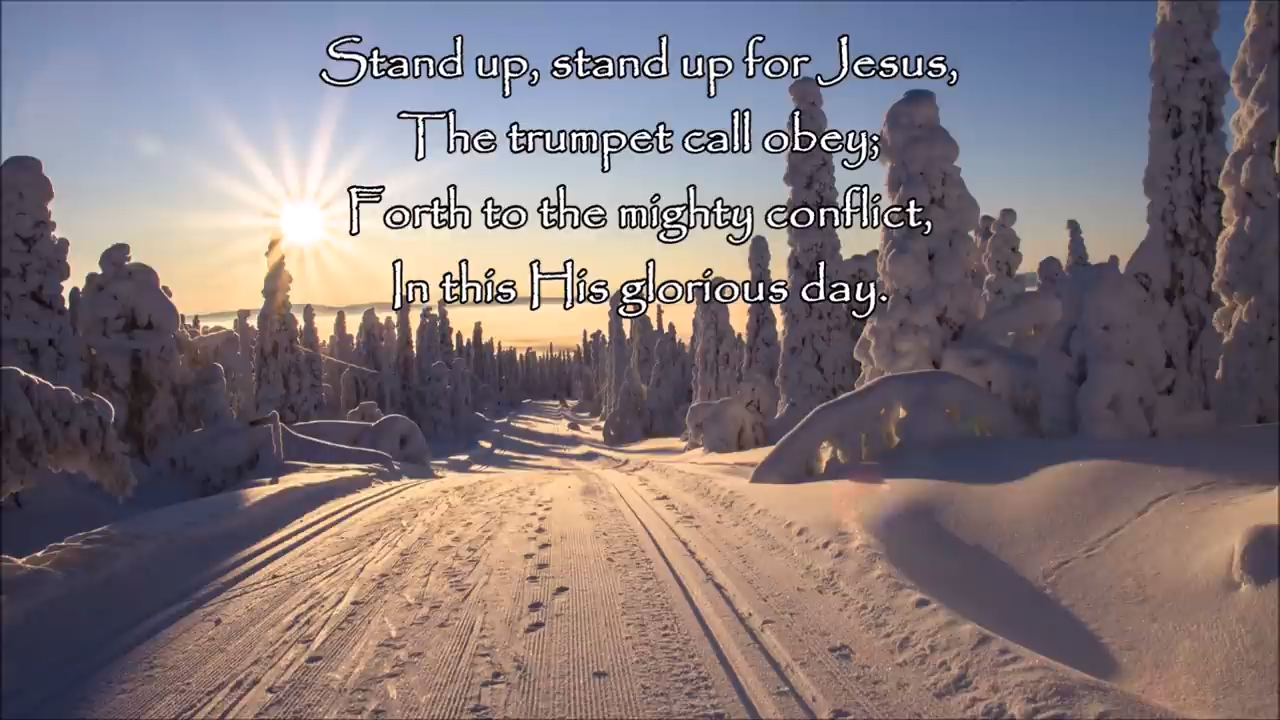 Stand up, stand up for Jesus,
The trumpet call obey;
Forth to the mighty conflict,
In this His glorious day.